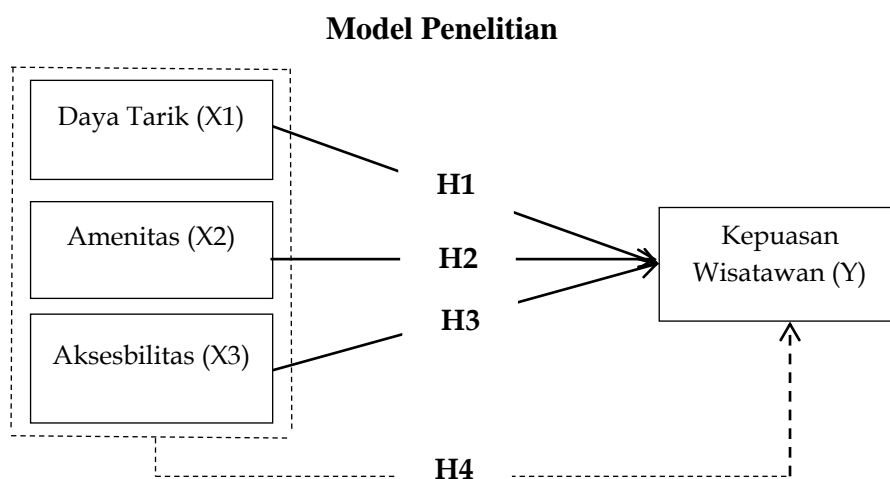 Model Penelitian
Daya Tarik (X1)
H1
Amenitas (X2)
H2
Kepuasan
Wisatawan (Y)
H3
Aksesbilitas (X3)
H4